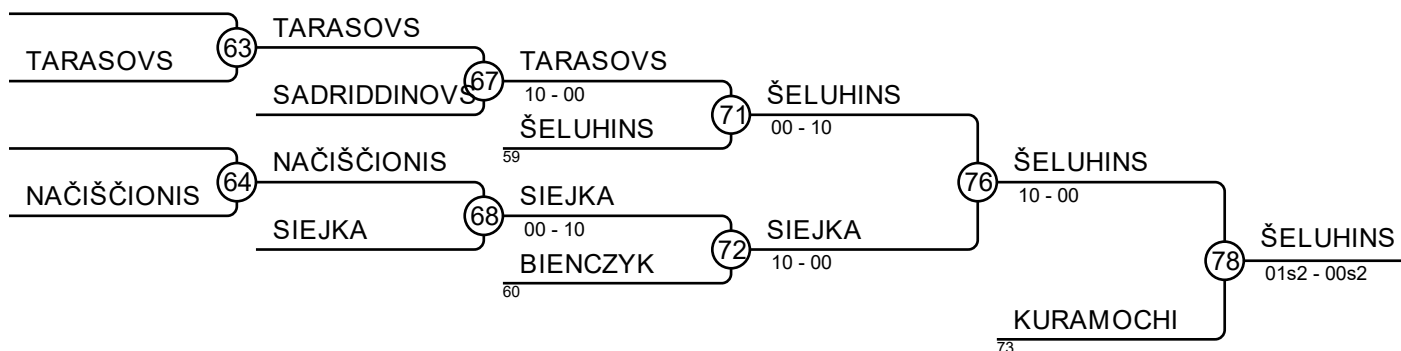 TARASOVS
63
TARASOVS
SADRIDDINOVS
67
TARASOVS
10 - 00
ŠELUHINS
59
71
ŠELUHINS
00 - 10
NAČIŠČIONIS
64
NAČIŠČIONIS
SIEJKA
68
SIEJKA
00 - 10
BIENCZYK
60
72
SIEJKA
10 - 00
76
ŠELUHINS
10 - 00
KURAMOCHI
73
78
ŠELUHINS
01s2 - 00s2